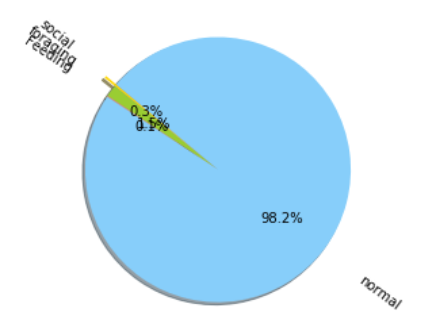 social
foraging
Feeding
0.3%
1.5%
0.1%
98.2%
normal